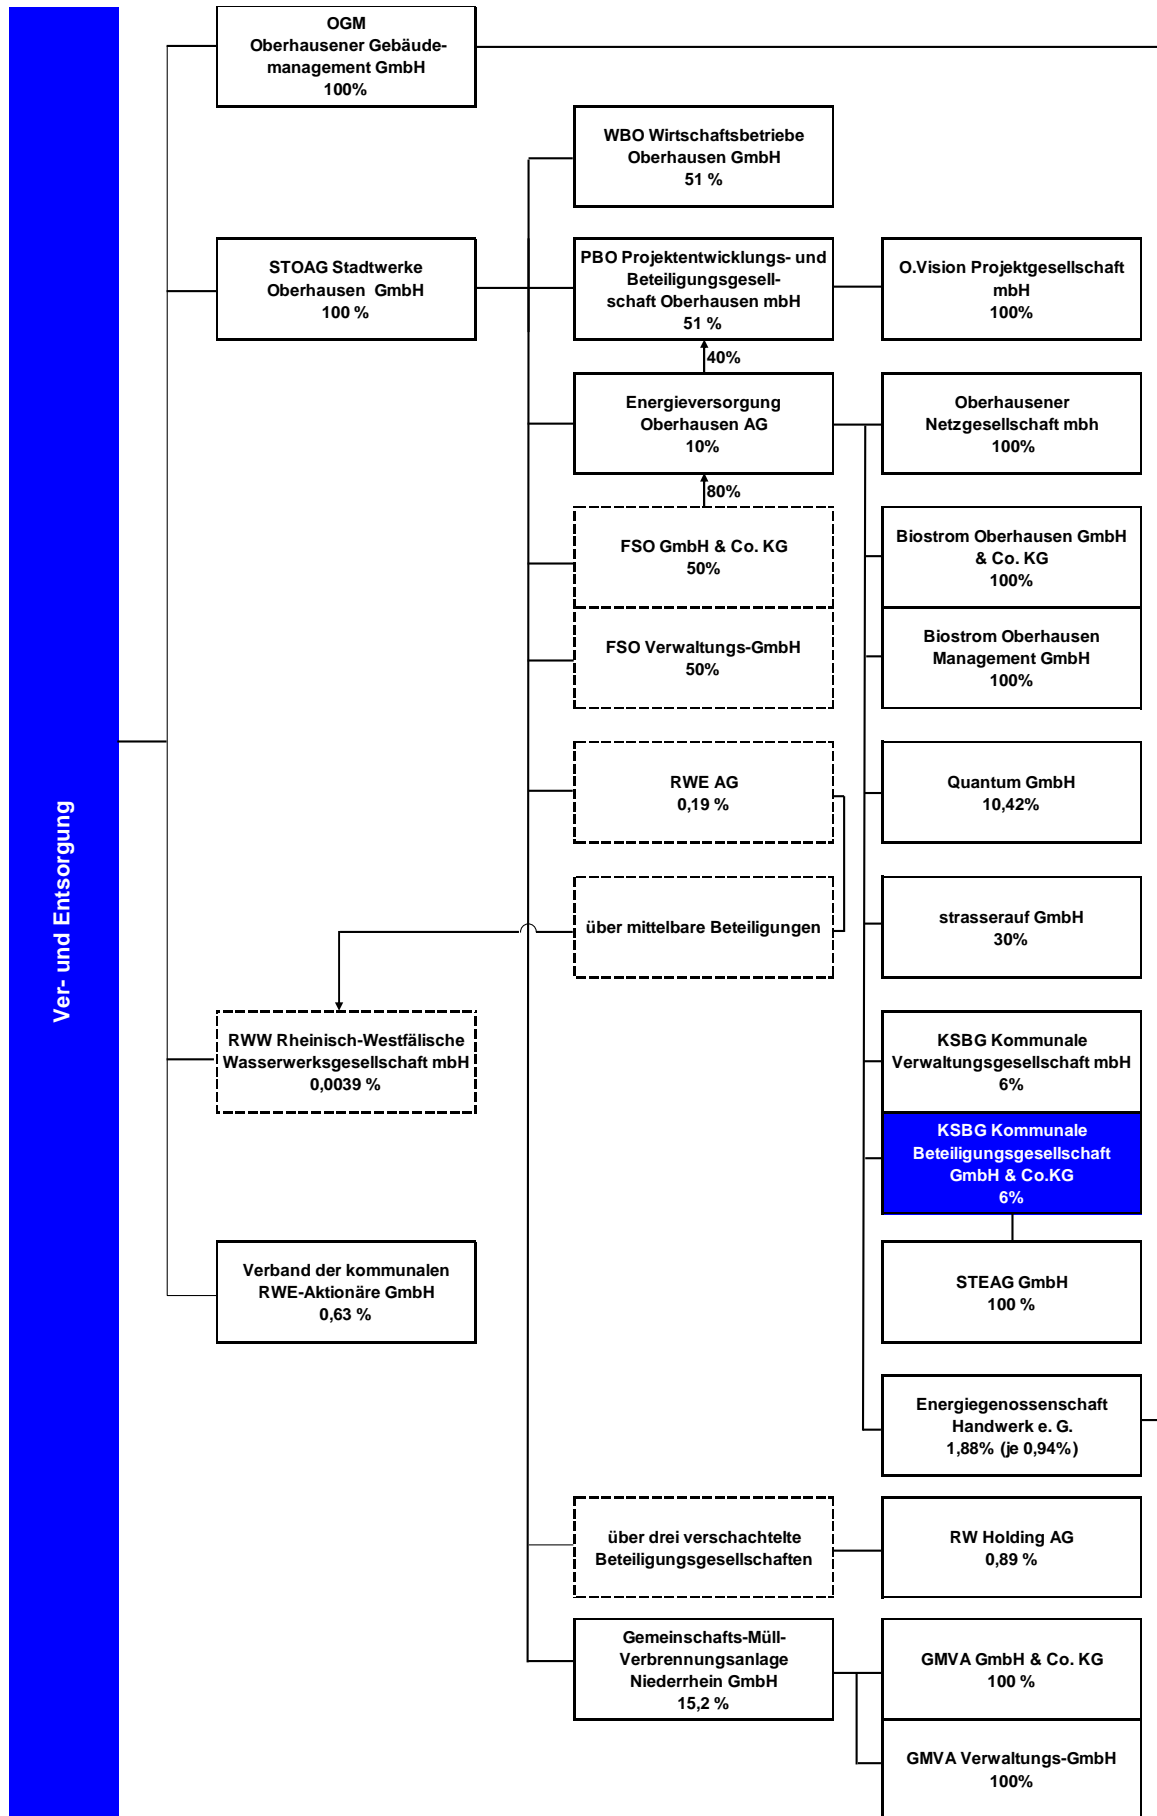 Ver- und Entsorgung
OGM
Oberhausener Gebäude-
management GmbH
100%
WBO Wirtschaftsbetriebe
Oberhausen GmbH
51 %
STOAG Stadtwerke
Oberhausen GmbH
100 %
PBO Projektentwicklungs- und
Beteiligungsgesell-
schaft Oberhausen mbH
51 %
O.Vision Projektgesellschaft
mbH
100%
40%
Energieversorgung
Oberhausen AG
10%
Oberhausener
Netzgesellschaft mbh
100%
80%
FSO GmbH & Co. KG
50%
Biostrom Oberhausen GmbH
& Co. KG
100%
FSO Verwaltungs-GmbH
50%
Biostrom Oberhausen
Management GmbH
100%
RWE AG
0,19 %
Quantum GmbH
10,42%
über mittelbare Beteiligungen
strasserauf GmbH
30%
RWW Rheinisch-Westfälische
Wasserwerksgesellschaft mbH
0,0039 %
KSBG Kommunale
Verwaltungsgesellschaft mbH
6%
KSBG Kommunale
Beteiligungsgesellschaft
GmbH & Co.KG
6%
Verband der kommunalen
RWE-Aktionäre GmbH
0,63 %
STEAG GmbH
100 %
Energiegenossenschaft
Handwerk e. G.
1,88% (je 0,94%)
über drei verschachtelte
Beteiligungsgesellschaften
RW Holding AG
0,89 %
Gemeinschafts-Müll-
Verbrennungsanlage
Niederrhein GmbH
15,2 %
GMVA GmbH & Co. KG
100 %
GMVA Verwaltungs-GmbH
100%